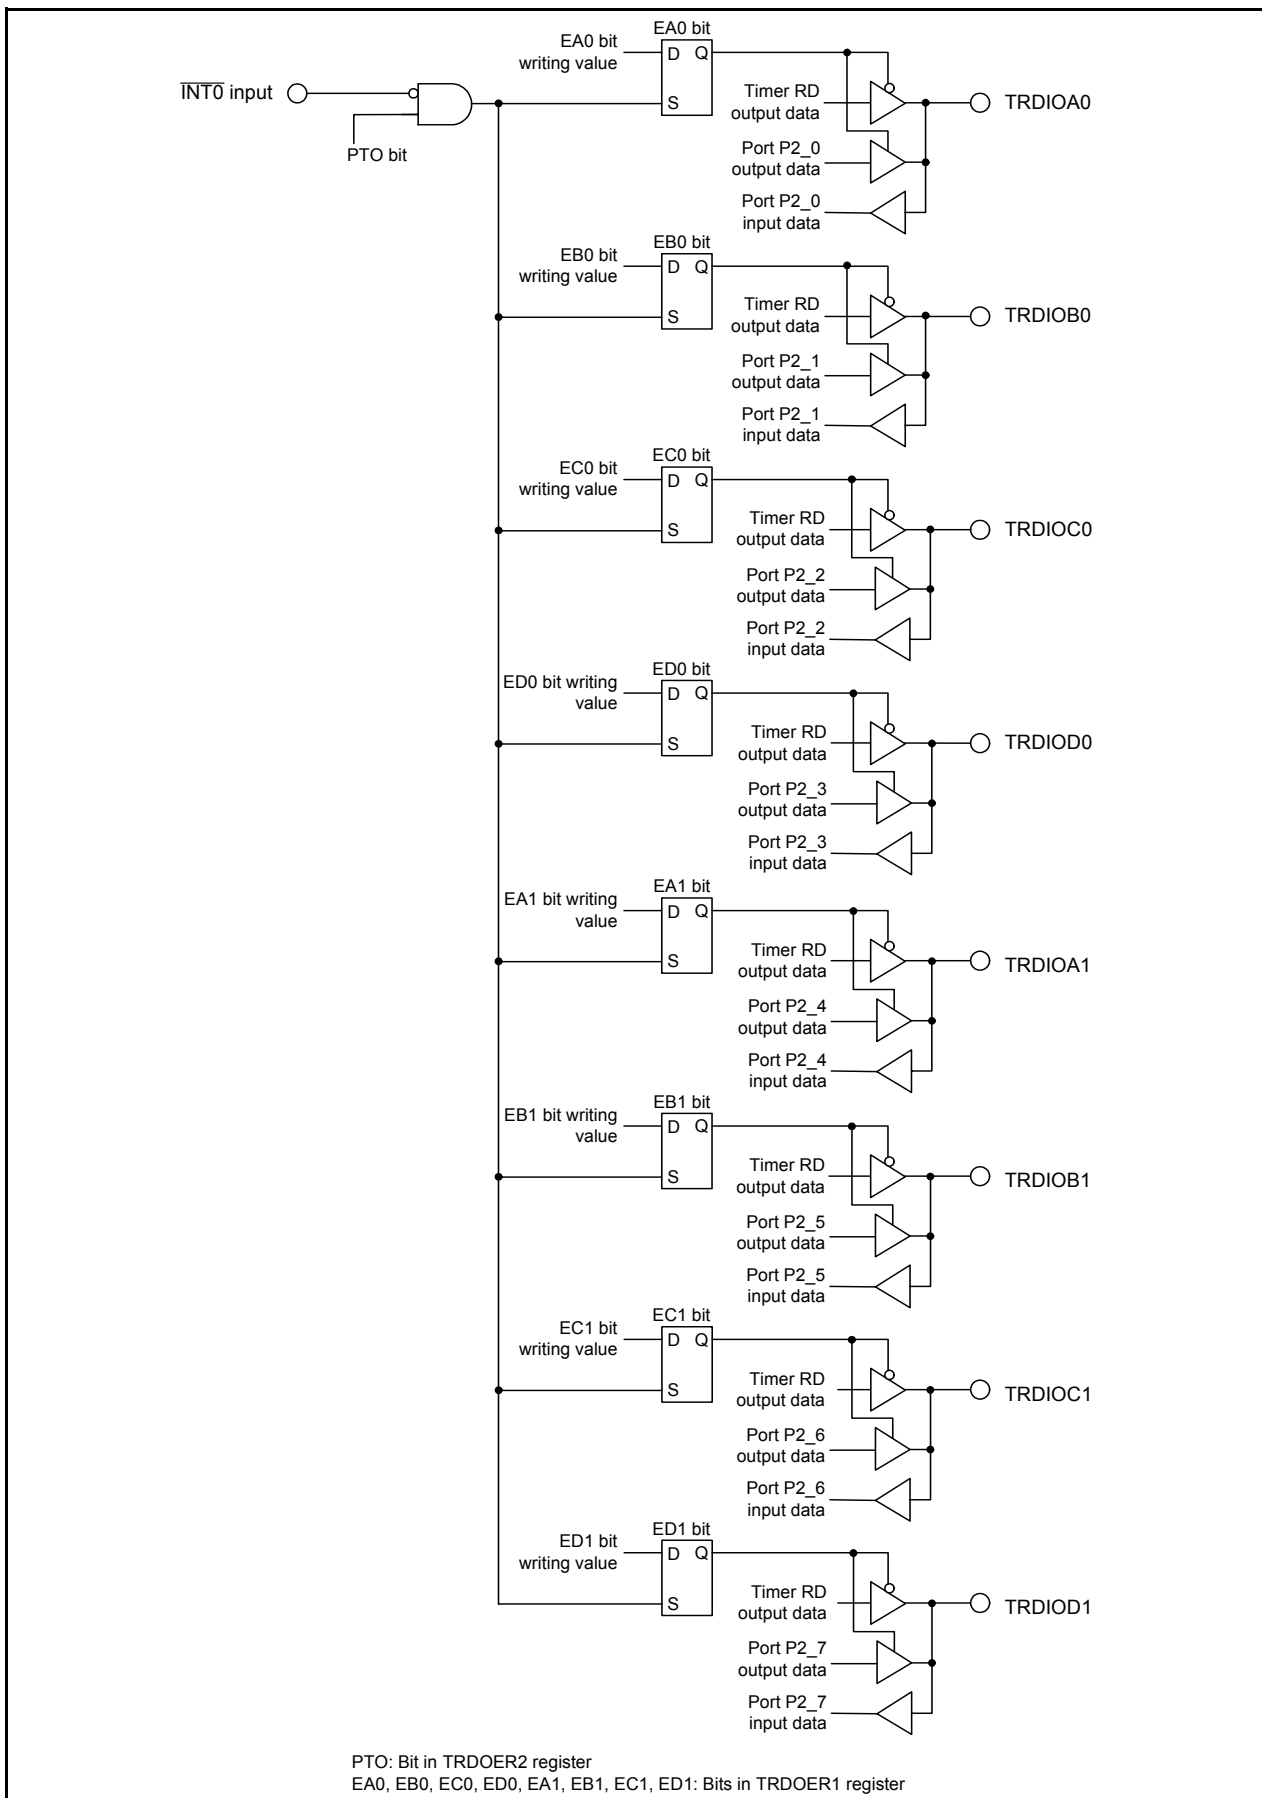 EA0 bit
EA0 bit
writing value
D Q
S
INT0 input
PTO bit
Timer RD
output data
TRDIOA0
Port P2_0
output data
Port P2_0
input data
EB0 bit
EB0 bit
writing value
D Q
S
Timer RD
output data
TRDIOB0
Port P2_1
output data
Port P2_1
input data
EC0 bit
EC0 bit
writing value
D Q
S
Timer RD
output data
TRDIOC0
Port P2_2
output data
Port P2_2
input data
ED0 bit
ED0 bit writing
value
D Q
S
Timer RD
output data
TRDIOD0
Port P2_3
output data
Port P2_3
input data
EA1 bit
EA1 bit writing
value
D Q
S
Timer RD
output data
TRDIOA1
Port P2_4
output data
Port P2_4
input data
EB1 bit
EB1 bit writing
value
D Q
S
Timer RD
output data
TRDIOB1
Port P2_5
output data
Port P2_5
input data
EC1 bit
EC1 bit
writing value
D Q
S
Timer RD
output data
TRDIOC1
Port P2_6
output data
Port P2_6
input data
ED1 bit
ED1 bit
writing value
D Q
S
Timer RD
output data
TRDIOD1
Port P2_7
output data
Port P2_7
input data
PTO: Bit in TRDOER2 register
EA0, EB0, EC0, ED0, EA1, EB1, EC1, ED1: Bits in TRDOER1 register